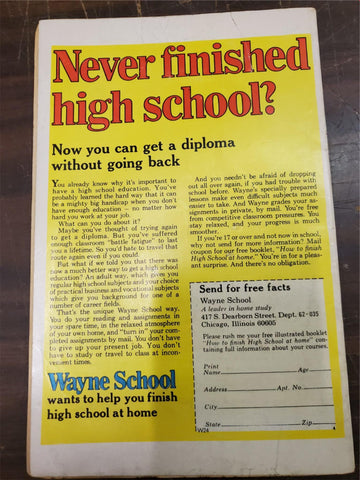 Never finished
high school?
Now you can get a diploma
without going back
You already know why it's important to
have a high school education. You've
probably learned the hard way that it can
be a mighty big handicap when you don't
have enough education — no matter how
hard you work at your job.
What can you do about it?
Maybe you've thought of trying again
to get a diploma. But you've suffered
enough classroom "battle fatigue" to last
you a lifetime. So you'd hate to travel that
route again even if you could.
But what if we told you that there was
now a much better way to get a high school
education? An adult way, which gives you
regular high school subjects and your choice
of practical business and vocational subjects
which give you background for one of a
number of career fields.
That's the unique Wayne School way.
You do your reading and assignments in
your spare time, in the relaxed atmosphere
of your own home, and "turn in" your com-
pleted assignments by mail. You don't have
to give up your present job. You don't
have to study or travel to class at incon-
venient times.
Wayne School
wants to help you finish
high school at home
And you needn't be afraid of dropping
out all over again, if you had trouble with
school before. Wayne's specially prepared
lessons make even difficult subjects much
easier to take. And Wayne grades your as-
signments in private, by mail. You're free
from competitive classroom pressures. You
stay relaxed, and your progress is much
smoother.
If you're 17 or over and not now in school,
why not send for more information? Mail
coupon for our free booklet, "How to finish
High School at home." You're in for a pleas-
ant surprise. And there's no obligation.
Send for free facts
Wayne School
A leader in home study
417 S. Dearborn Street, Dept. 62-035
Chicago, Illinois 60605
Please rush me your free illustrated booklet
"How to finish High School at home" con-
taining full information about your courses.
Print
Name Age
Address Apt. No.
City
State Zip
W24